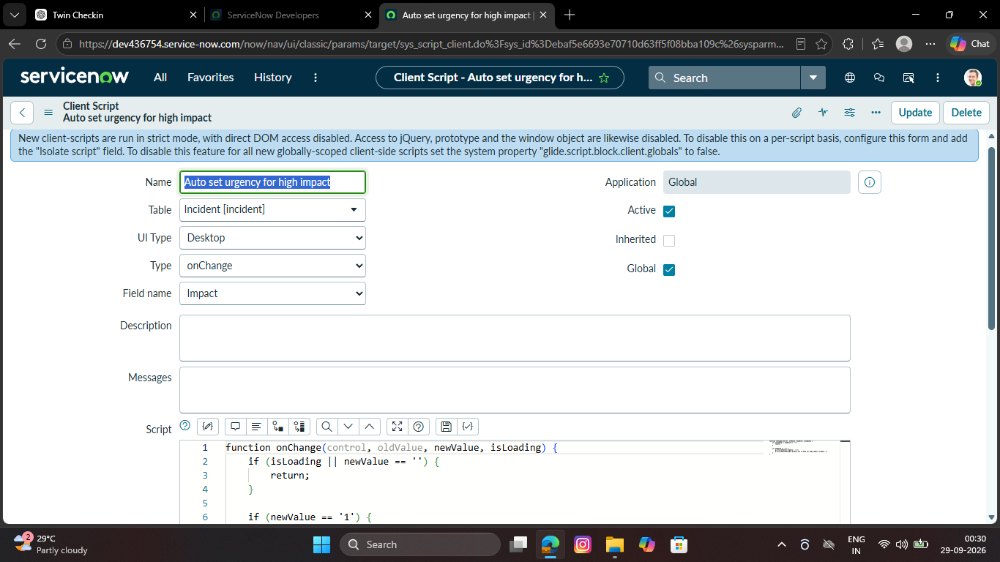 Twin Checkin
ServiceNow Developers
Auto set urgency for high impact |
https://dev436754.service-now.com/now/nav/ui/classic/params/target/sys_script_client.do%3Fsys_id%3Debaf5e6693e70710d63ff5f08bba109c%26sysparm...
Chat
servicenow
All
Favorites
History
Client Script - Auto set urgency for h...
Search
Client Script
Auto set urgency for high impact
Update
Delete
New client-scripts are run in strict mode, with direct DOM access disabled. Access to jQuery, prototype and the window object are likewise disabled. To disable this on a per-script basis, configure this form and add
the "Isolate script" field. To disable this feature for all new globally-scoped client-side scripts set the system property "glide.script.block.client.globals" to false.
Name
Auto set urgency for high impact
Application
Global
Table
Incident [incident]
Active
UI Type
Desktop
Inherited
Type
onChange
Global
Field name
Impact
Description
Messages
Script
1 function onChange(control, oldValue, newValue, isLoading) {
2 if (isLoading || newValue == '') {
3 return;
4 }
5
6 if (newValue == '1') {
2
29°C
Partly cloudy
Search
ENG
IN
00:30
29-09-2026